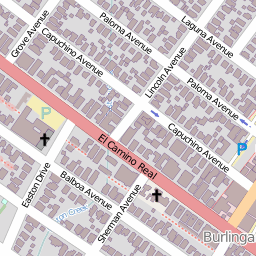 Grove Avenue
Paloma Avenue
Laguna Avenue
Capuchino Avenue
Lincoln Avenue
Paloma Avenue
P
El Camino Real
Capuchino Avenue
P
Easton Drive
Balboa Avenue
Sherman Avenue
Burlinga